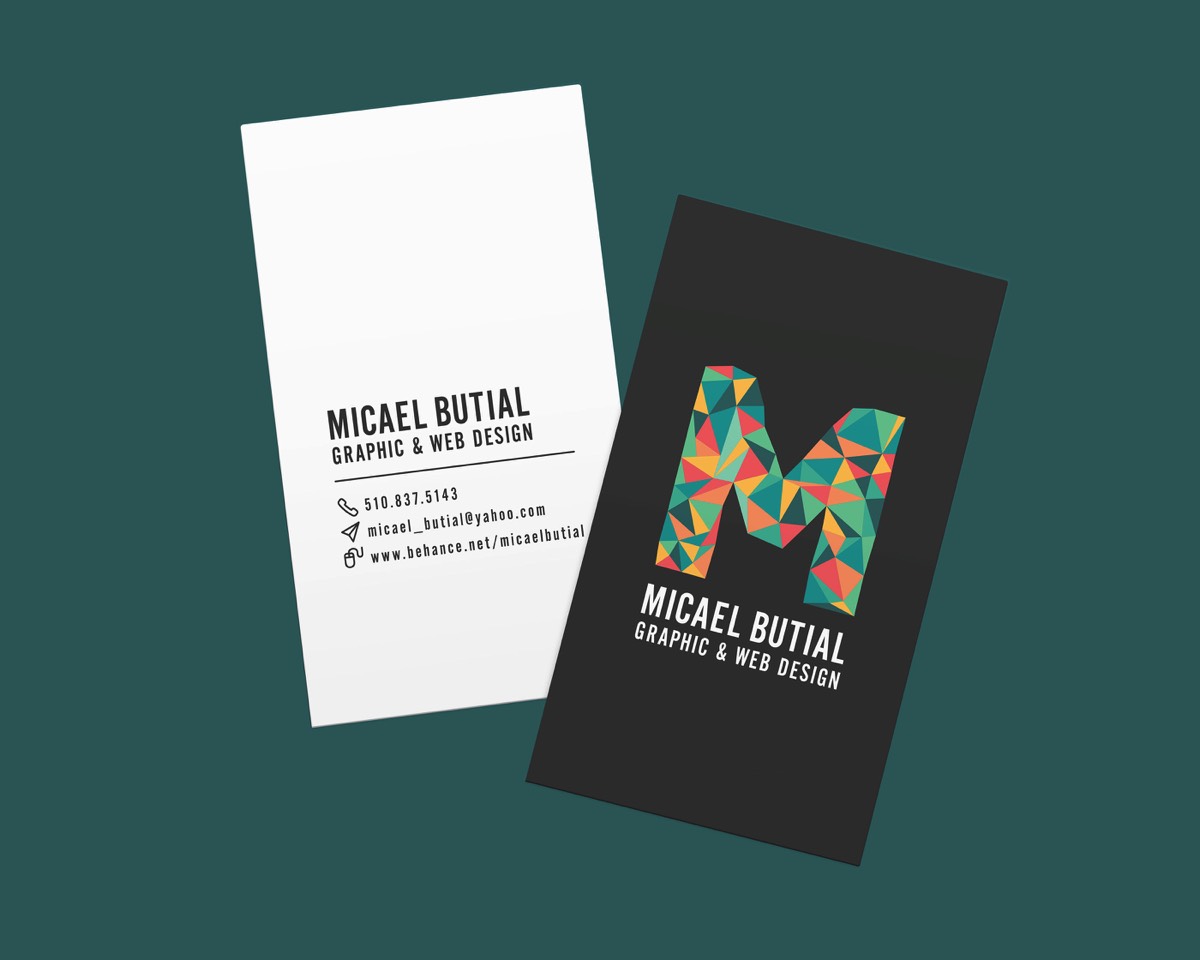 MICAEL BUTIAL
GRAPHIC & WEB DESIGN
510.837.5143
micael_butial@yahoo.com
www.behance.net/micaelbutial
M
MICAEL BUTIAL
GRAPHIC & WEB DESIGN